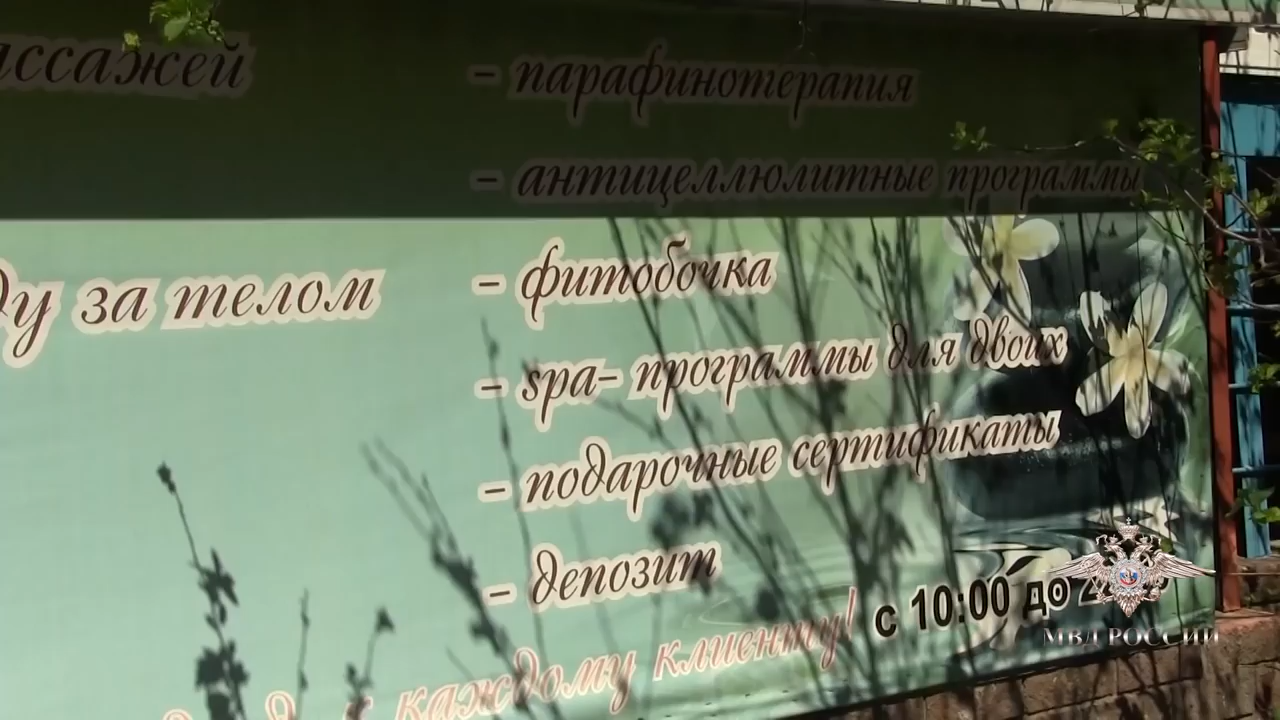 ассажей
- парафинотерапия
- антицеллюлитные программы
ду за телом
- фитобочка
- spa- программы для двоих
- подарочные сертификаты
- депозит
к каждому клиенту!
с 10:00 до
МВД РОССИИ